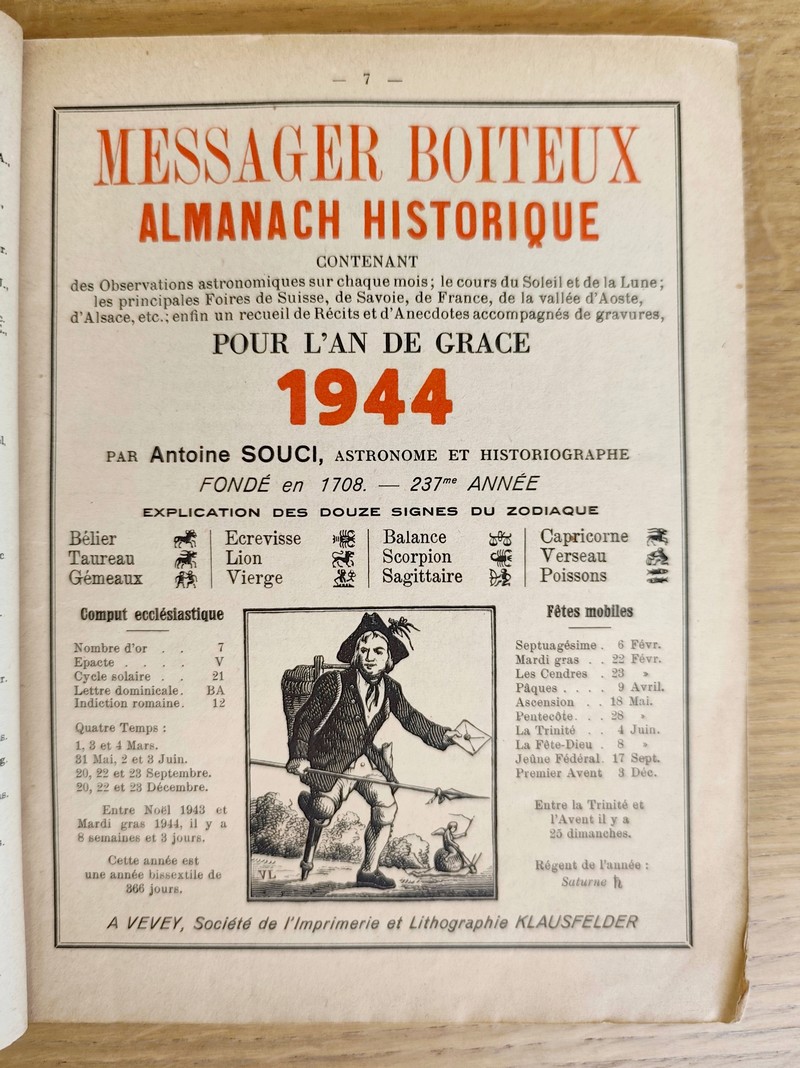 — 7 —
MESSAGER BOITEUX
ALMANACH HISTORIQUE
CONTENANT
des Observations astronomiques sur chaque mois; le cours du Soleil et de la Lune;
les principales Foires de Suisse, de Savoie, de France, de la vallée d'Aoste,
d'Alsace, etc.; enfin un recueil de Récits et d'Anecdotes accompagnés de gravures,
POUR L'AN DE GRACE
1944
PAR Antoine SOUCI, ASTRONOME ET HISTORIOGRAPHE
FONDÉ en 1708. — 237me ANNÉE
EXPLICATION DES DOUZE SIGNES DU ZODIAQUE
Bélier
Taureau
Gémeaux
Ecrevisse
Lion
Vierge
Balance
Scorpion
Sagittaire
Capricorne
Verseau
Poissons
Comput ecclésiastique
Nombre d'or . . 7
Epacte . . . . V
Cycle solaire . . 21
Lettre dominicale. BA
Indiction romaine. 12
Quatre Temps :
1, 3 et 4 Mars.
31 Mai, 2 et 3 Juin.
20, 22 et 23 Septembre.
20, 22 et 23 Décembre.
Entre Noël 1943 et
Mardi gras 1944, il y a
8 semaines et 3 jours.
Cette année est
une année bissextile de
366 jours.
VL
Fêtes mobiles
Septuagésime . 6 Févr.
Mardi gras . . 22 Févr.
Les Cendres . 23 »
Pâques . . . . 9 Avril.
Ascension . . 18 Mai.
Pentecôte. . . 28 »
La Trinité . . 4 Juin.
La Fête-Dieu . 8 »
Jeûne Fédéral. 17 Sept.
Premier Avent 3 Déc.
Entre la Trinité et
l'Avent il y a
25 dimanches.
Régent de l'année :
Saturne ♄
A VEVEY, Société de l'Imprimerie et Lithographie KLAUSFELDER